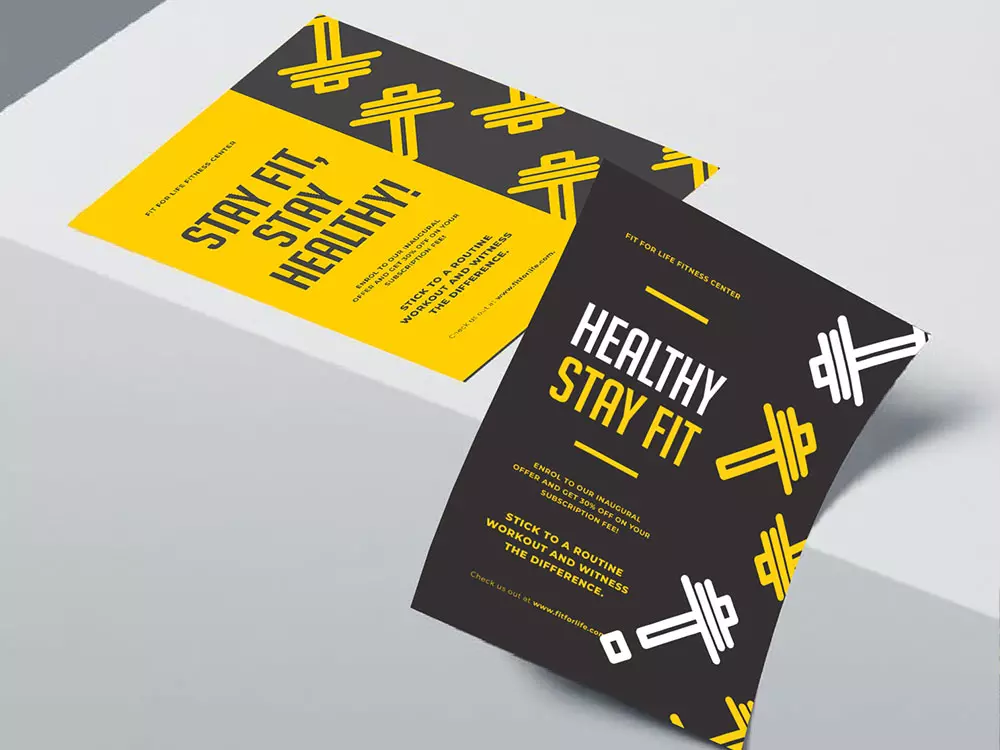 FIT FOR LIFE FITNESS CENTER
STAY FIT,
STAY
HEALTHY!
ENROL TO OUR INAUGURAL
OFFER AND GET 30% OFF ON YOUR
SUBSCRIPTION FEE!
STICK TO A ROUTINE
WORKOUT AND WITNESS
THE DIFFERENCE.
Check us out at www.fitforlife.com.
FIT FOR LIFE FITNESS CENTER
HEALTHY
STAY FIT
ENROL TO OUR INAUGURAL
OFFER AND GET 30% OFF ON YOUR
SUBSCRIPTION FEE!
STICK TO A ROUTINE
WORKOUT AND WITNESS
THE DIFFERENCE.
Check us out at www.fitforlife.com